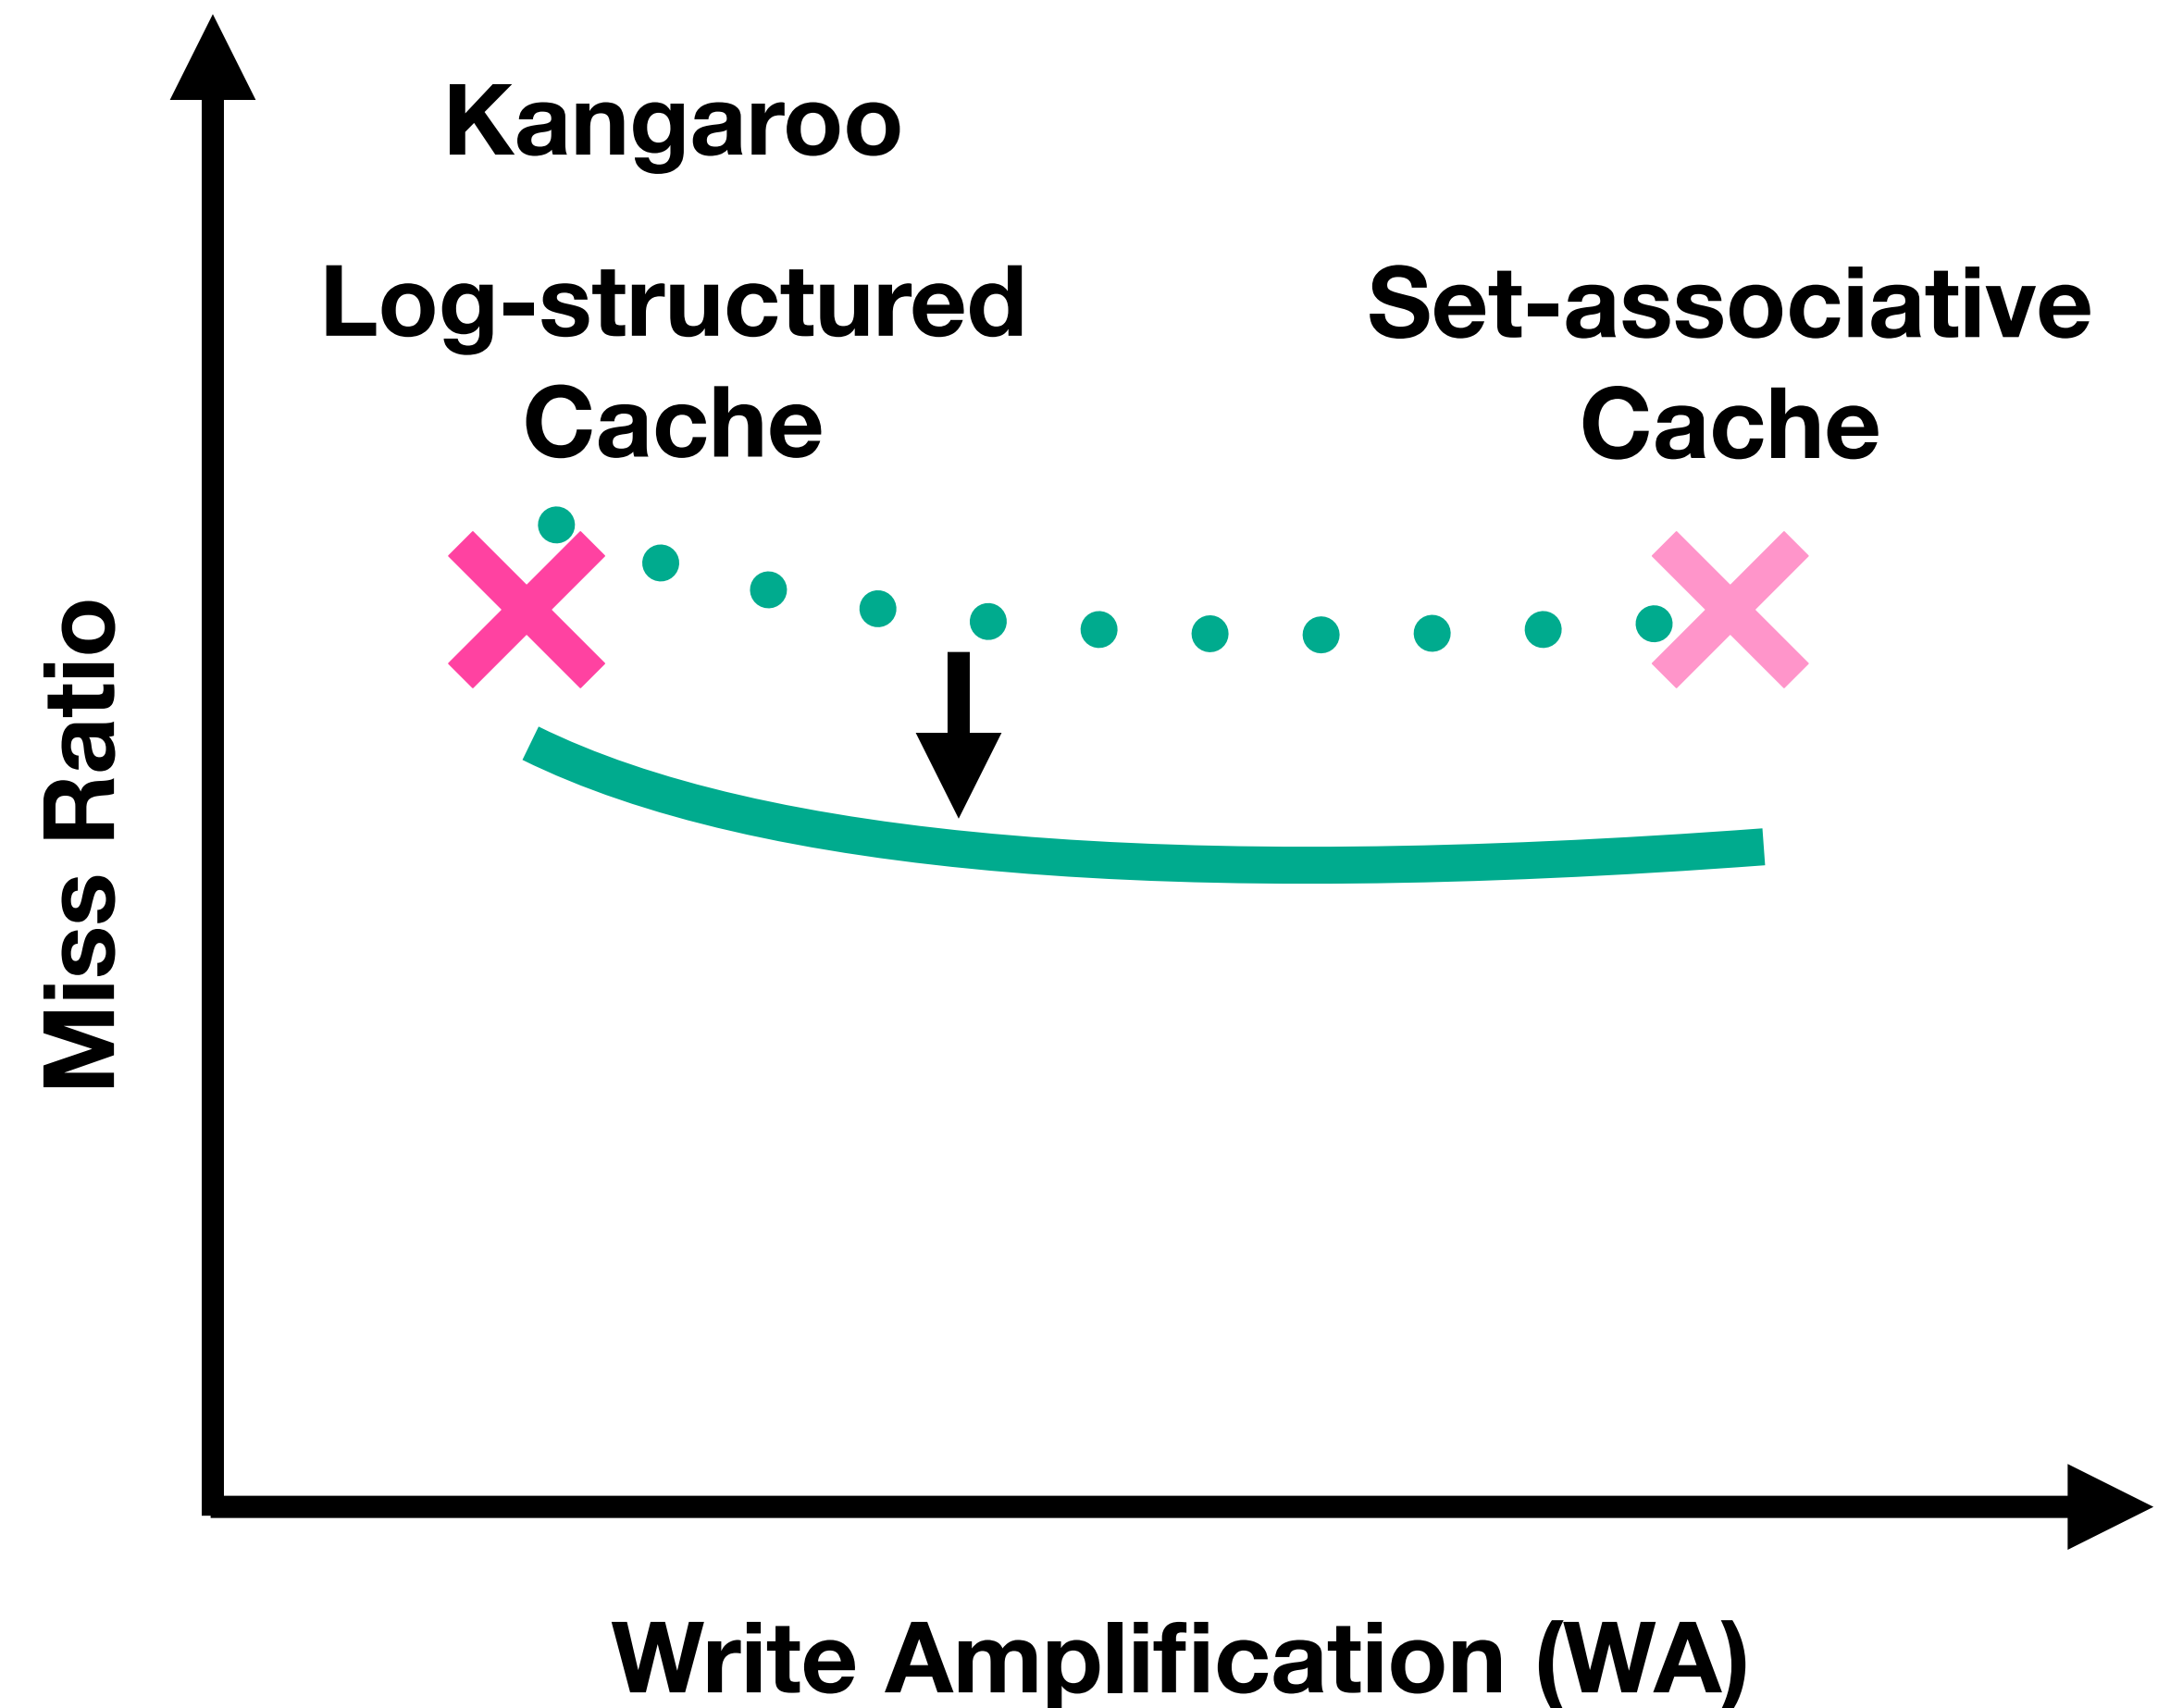 Kangaroo
Log-structured
Cache
Set-associative
Cache
Miss Ratio
Write Amplification (WA)